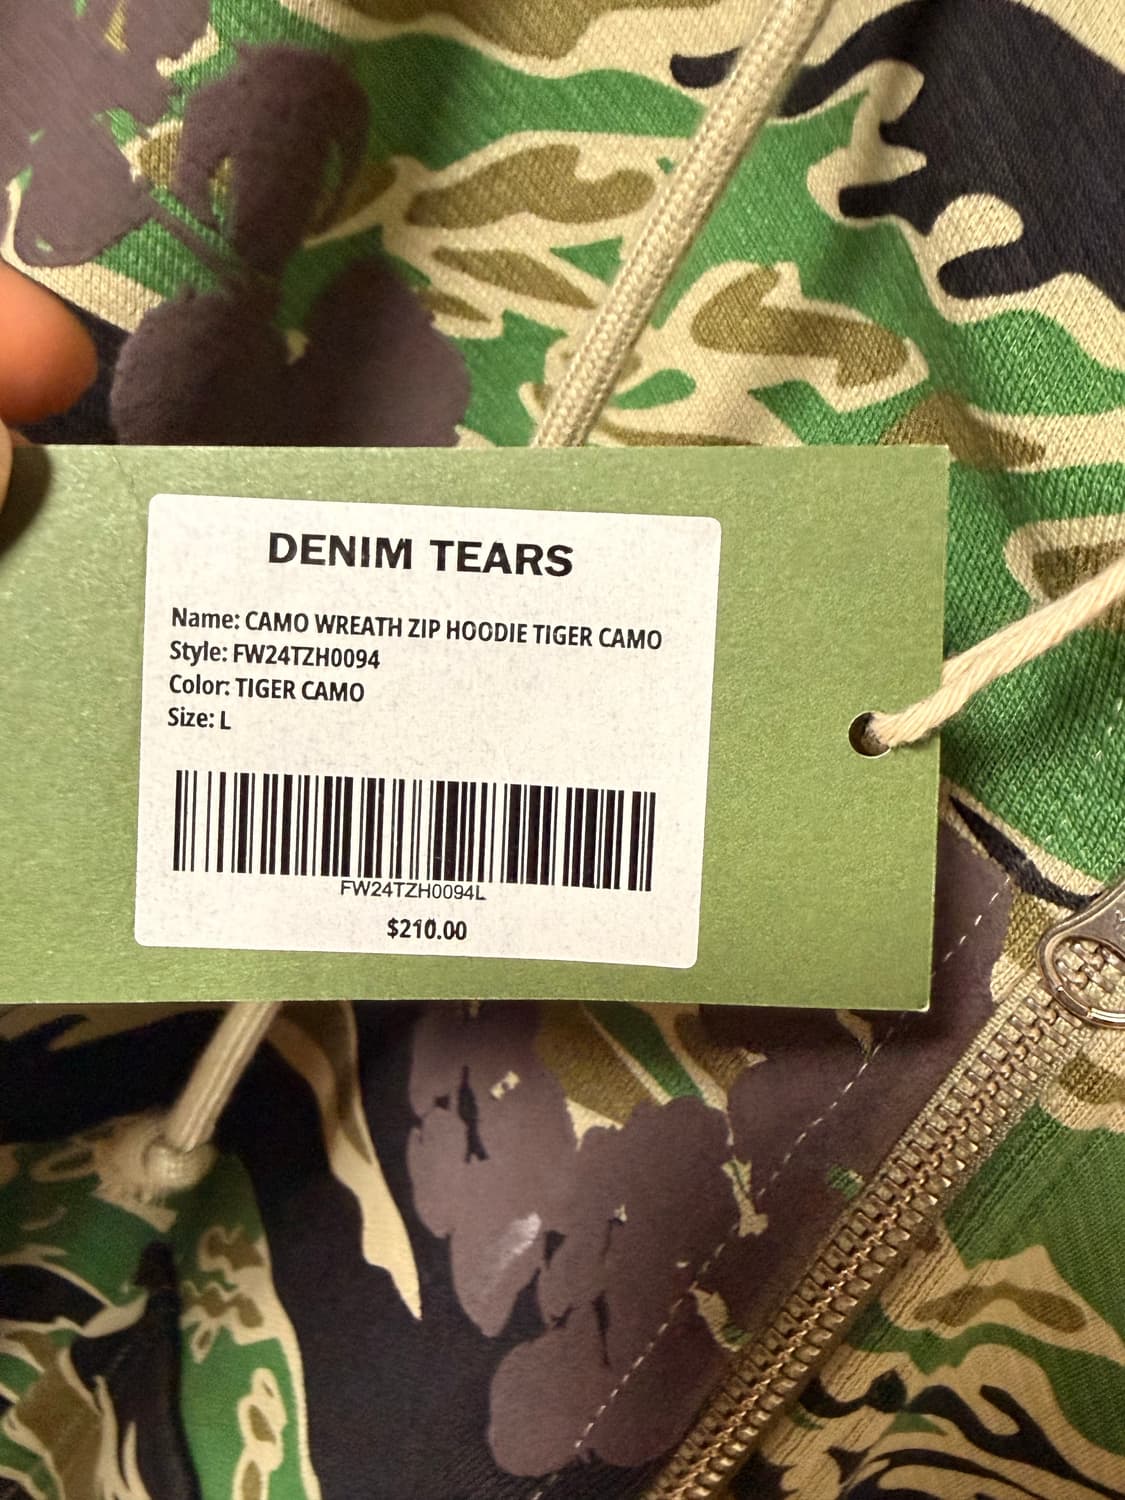 DENIM TEARS
Name: CAMO WREATH ZIP HOODIE TIGER CAMO
Style: FW24TZH0094
Color: TIGER CAMO
Size: L
FW24TZH0094L
$210.00